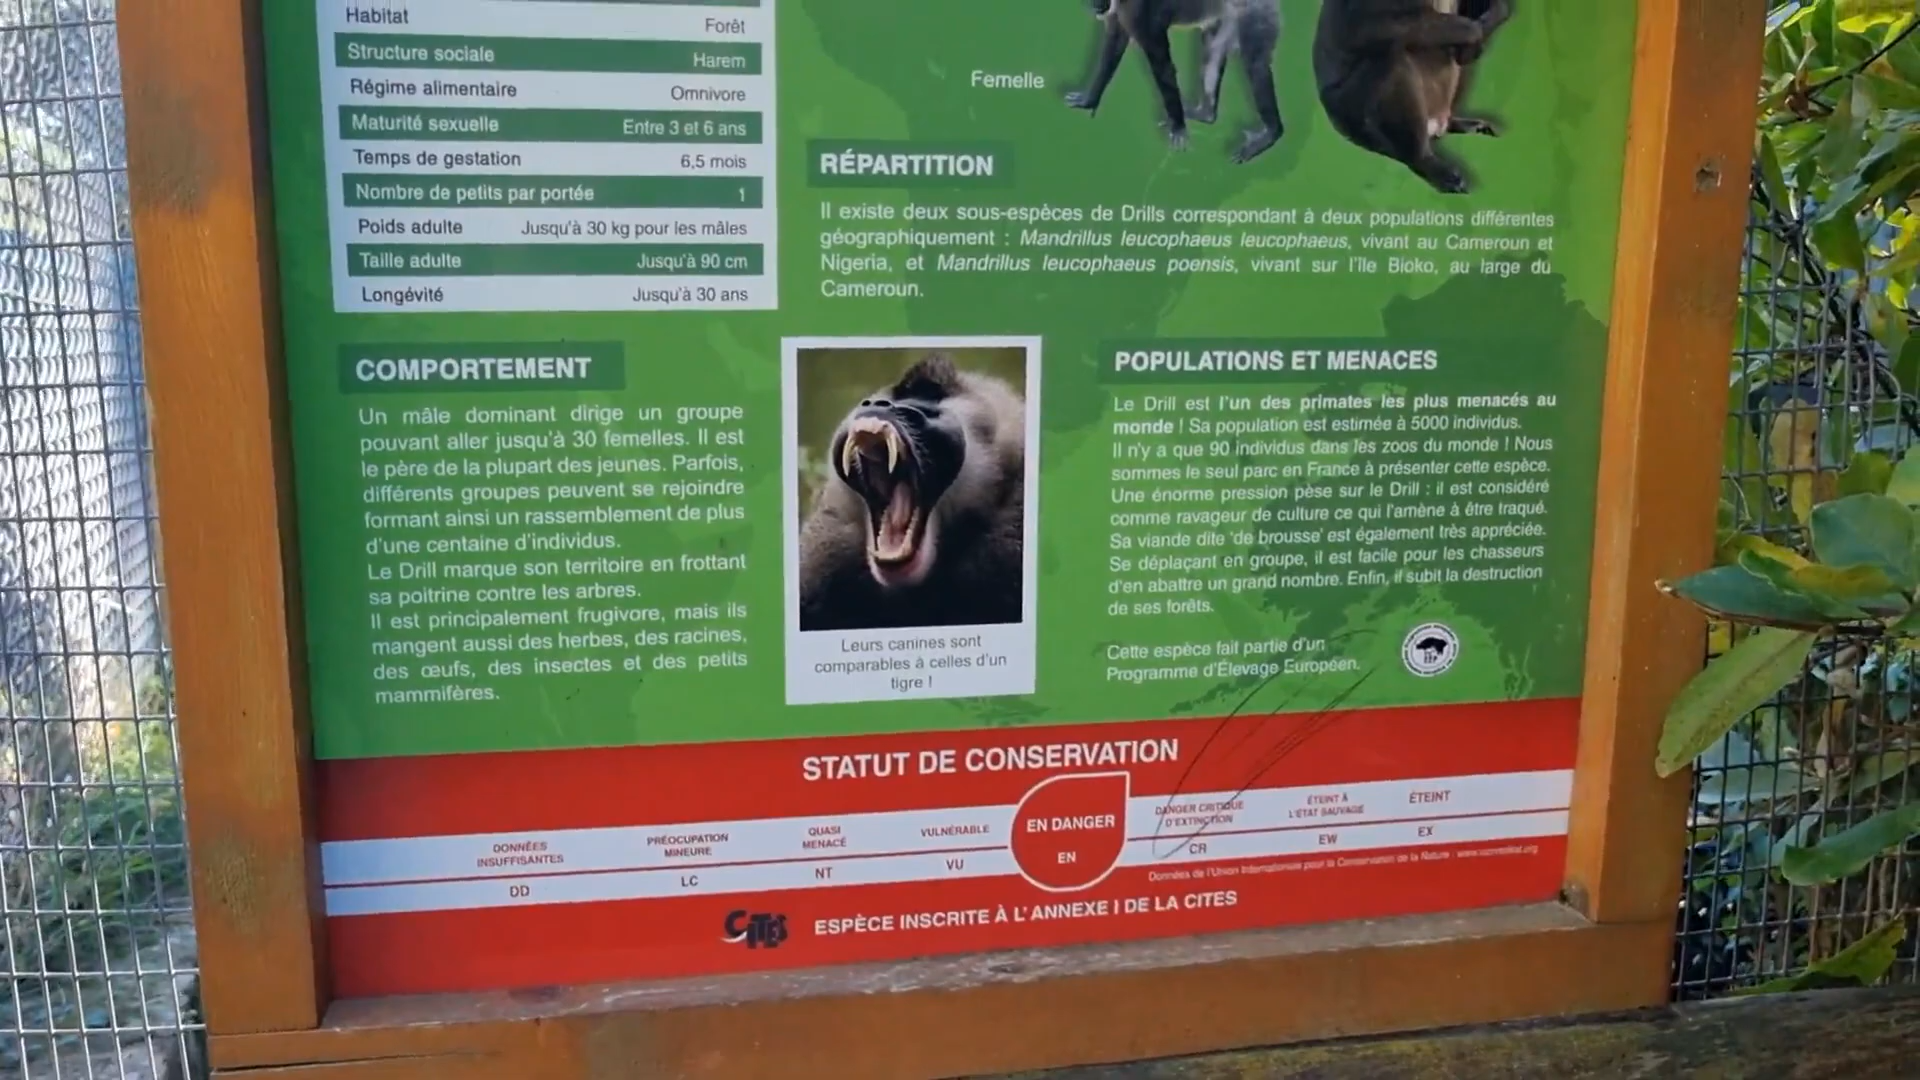 Habitat Forêt
Structure sociale Harem
Régime alimentaire Omnivore
Maturité sexuelle Entre 3 et 6 ans
Temps de gestation 6,5 mois
Nombre de petits par portée 1
Poids adulte Jusqu'à 30 kg pour les mâles
Taille adulte Jusqu'à 90 cm
Longévité Jusqu'à 30 ans
Femelle
RÉPARTITION
Il existe deux sous-espèces de Drills correspondant à deux populations différentes
géographiquement : Mandrillus leucophaeus leucophaeus, vivant au Cameroun et
Nigeria, et Mandrillus leucophaeus poensis, vivant sur l'île Bioko, au large du
Cameroun.
COMPORTEMENT
Un mâle dominant dirige un groupe
pouvant aller jusqu'à 30 femelles. Il est
le père de la plupart des jeunes. Parfois,
différents groupes peuvent se rejoindre
formant ainsi un rassemblement de plus
d'une centaine d'individus.
Le Drill marque son territoire en frottant
sa poitrine contre les arbres.
Il est principalement frugivore, mais ils
mangent aussi des herbes, des racines,
des œufs, des insectes et des petits
mammifères.
Leurs canines sont
comparables à celles d'un
tigre !
POPULATIONS ET MENACES
Le Drill est l'un des primates les plus menacés au
monde ! Sa population est estimée à 5000 individus.
Il n'y a que 90 individus dans les zoos du monde ! Nous
sommes le seul parc en France à présenter cette espèce.
Une énorme pression pèse sur le Drill : il est considéré
comme ravageur de culture ce qui l'amène à être traqué.
Sa viande dite 'de brousse' est également très appréciée.
Se déplaçant en groupe, il est facile pour les chasseurs
d'en abattre un grand nombre. Enfin, il subit la destruction
de ses forêts.
Cette espèce fait partie d'un
Programme d'Élevage Européen.
STATUT DE CONSERVATION
DONNÉES
INSUFFISANTES
DD
PRÉOCUPATION
MINEURE
LC
QUASI
MENACÉ
NT
VULNÉRABLE
VU
EN DANGER
EN
DANGER CRITIQUE
D'EXTINCTION
CR
ÉTEINT À
L'ÉTAT SAUVAGE
EW
ÉTEINT
EX
Données de l'Union Internationale pour la Conservation de la Nature
CITES ESPÈCE INSCRITE À L'ANNEXE I DE LA CITES